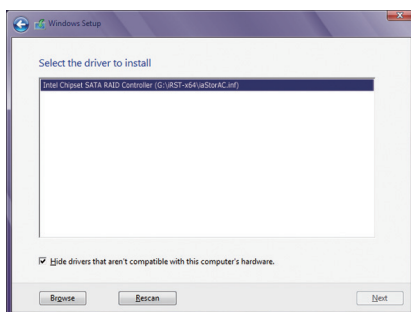 Windows Setup
Select the driver to install
Intel Chipset SATA RAID Controller (G:\iRST-x64\iaStorAC.inf)
Hide drivers that aren't compatible with this computer's hardware.
Browse
Rescan
Next